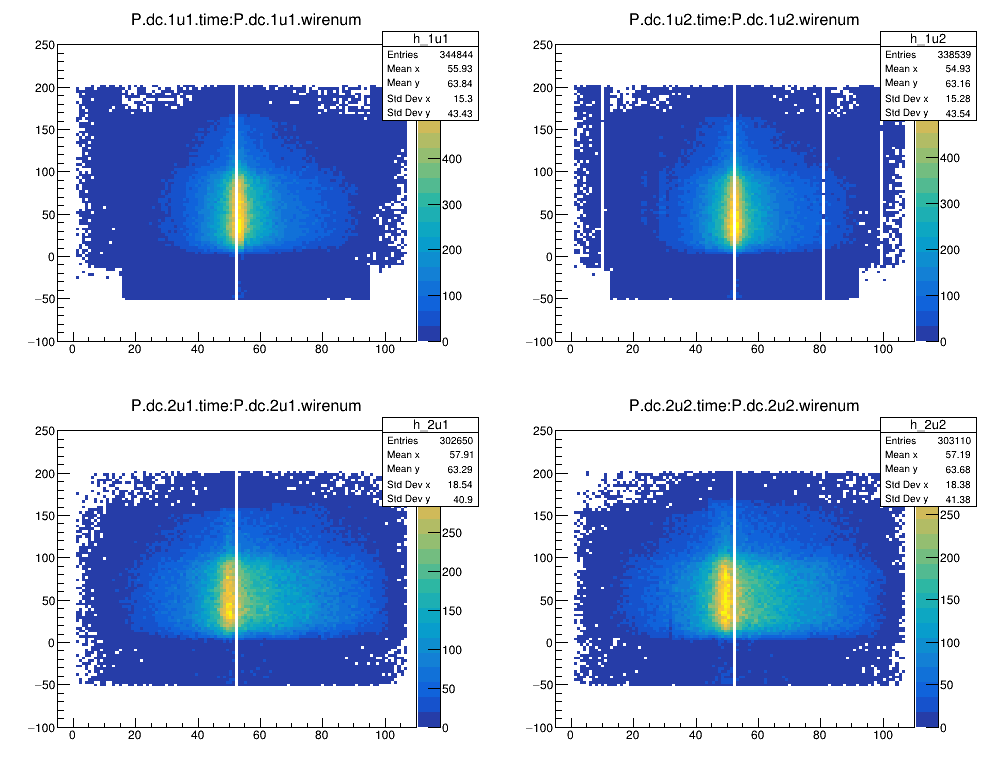 P.dc.1u1.time:P.dc.1u1.wirenum
h_1u1
Entries 344844
Mean x 55.93
Mean y 63.84
Std Dev x 15.3
Std Dev y 43.43
250
200
150
100
50
0
−50
−100
0 20 40 60 80 100
400
300
200
100
0
P.dc.1u2.time:P.dc.1u2.wirenum
h_1u2
Entries 338539
Mean x 54.93
Mean y 63.16
Std Dev x 15.28
Std Dev y 43.54
250
200
150
100
50
0
−50
−100
0 20 40 60 80 100
400
300
200
100
0
P.dc.2u1.time:P.dc.2u1.wirenum
h_2u1
Entries 302650
Mean x 57.91
Mean y 63.29
Std Dev x 18.54
Std Dev y 40.9
250
200
150
100
50
0
−50
−100
0 20 40 60 80 100
250
200
150
100
50
0
P.dc.2u2.time:P.dc.2u2.wirenum
h_2u2
Entries 303110
Mean x 57.19
Mean y 63.68
Std Dev x 18.38
Std Dev y 41.38
250
200
150
100
50
0
−50
−100
0 20 40 60 80 100
250
200
150
100
50
0